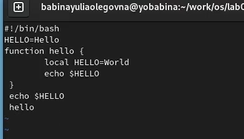 babinayuliaolegovna@yobabina:~/work/os/lab0
#!/bin/bash
HELLO=Hello
function hello {
        local HELLO=World
        echo $HELLO
 }
 echo $HELLO
 hello
~
~